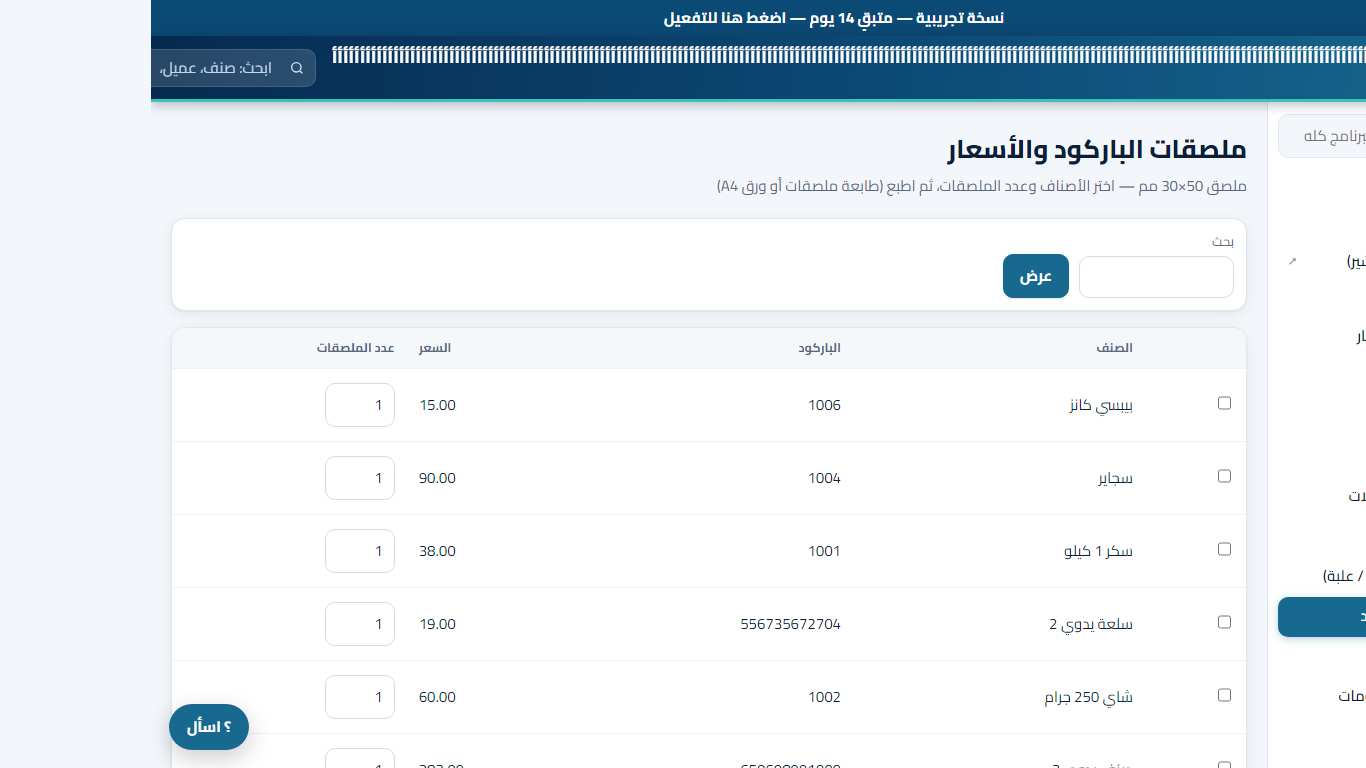 نسخة تجريبية — متبقٍ 14 يوم — اضغط هنا للتفعيل
ابحث: صنف، عميل،
ملصقات الباركود والأسعار
ملصق 50×30 مم — اختر الأصناف وعدد الملصقات، ثم اطبع (طابعة ملصقات أو ورق A4)
بحث
عرض
الصنف الباركود السعر عدد الملصقات
بيبسي كانز 1006 15.00 1
سجاير 1004 90.00 1
سكر 1 كيلو 1001 38.00 1
سلعة يدوي 2 556735672704 19.00 1
شاي 250 جرام 1002 60.00 1
؟ اسأل
كله
/ علبة)